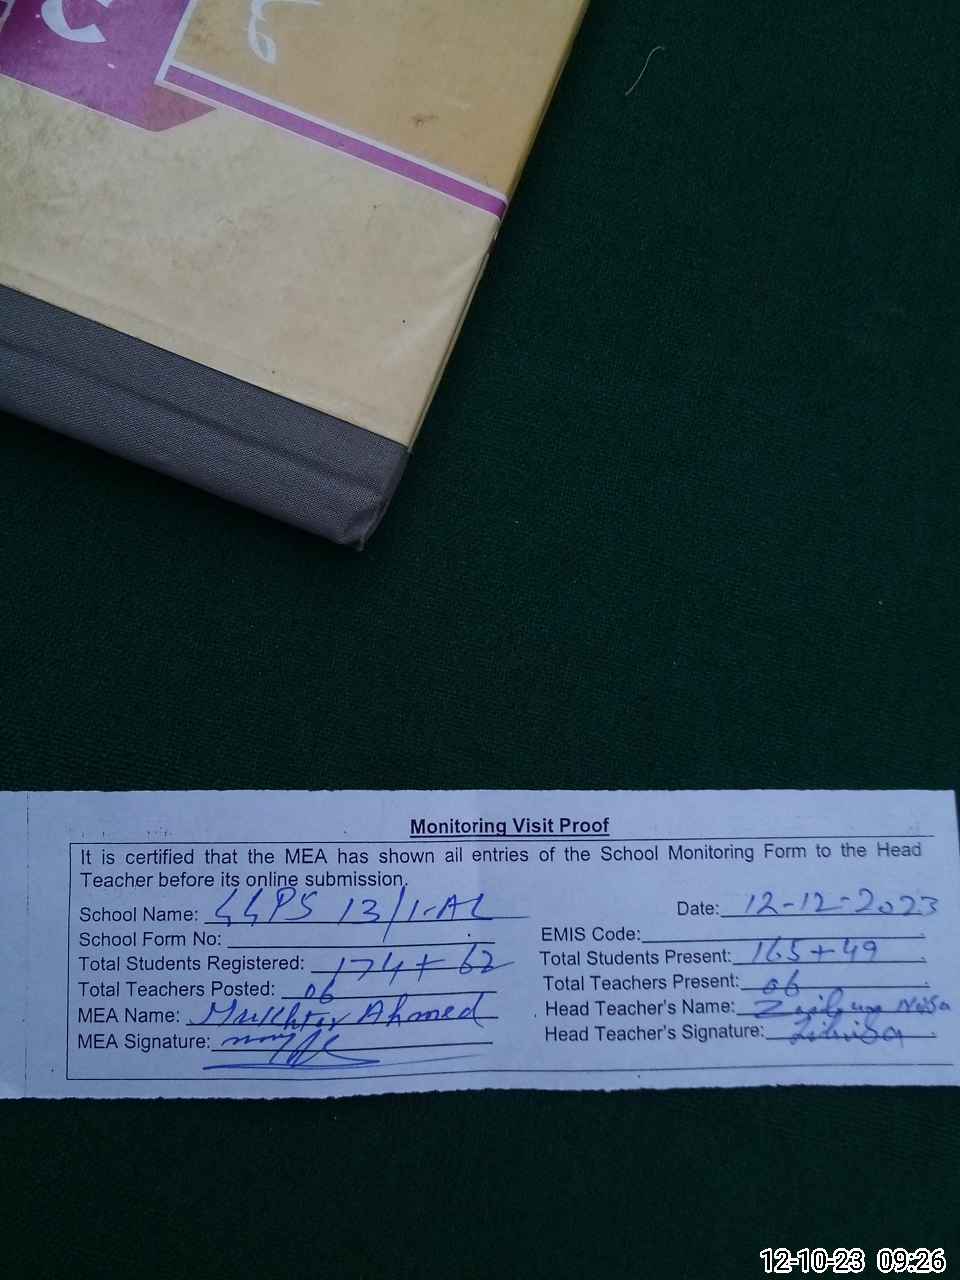 Monitoring Visit Proof
It is certified that the MEA has shown all entries of the School Monitoring Form to the Head
Teacher before its online submission.
School Name: GGPS 13/1-AL
Date: 12-12-2023
School Form No:
EMIS Code:
Total Students Registered: 174+62
Total Students Present: 165+49
Total Teachers Posted: 06
Total Teachers Present: 06
MEA Name: Mukhtar Ahmed
Head Teacher's Name: Nisa
MEA Signature:
Head Teacher's Signature:
12-10-23 09:26